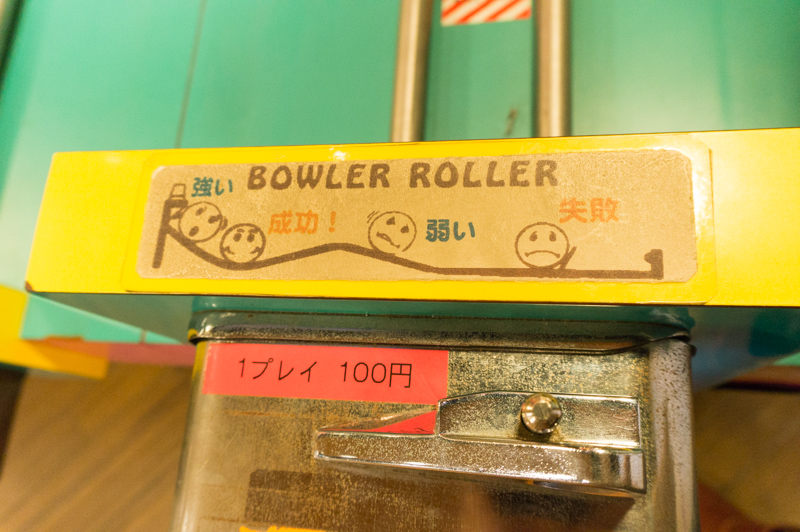 BOWLER ROLLER
強い
成功！
弱い
失敗
1プレイ 100円